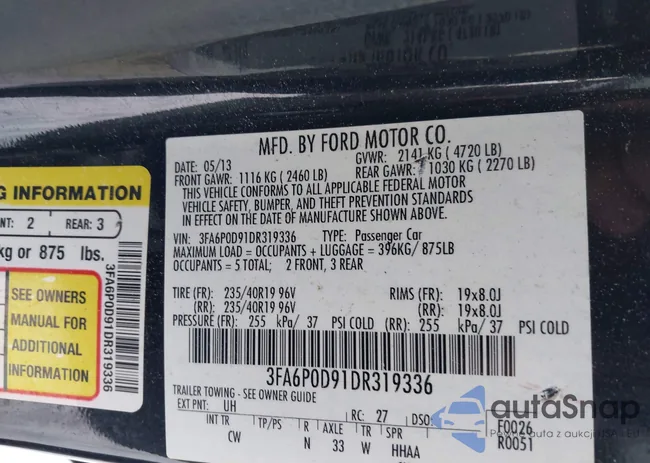 MFD. BY FORD MOTOR CO.
DATE: 05/13 GVWR: 2141 KG ( 4720 LB)
FRONT GAWR: 1116 KG ( 2460 LB) REAR GAWR: 1030 KG ( 2270 LB)
THIS VEHICLE CONFORMS TO ALL APPLICABLE FEDERAL MOTOR
VEHICLE SAFETY, BUMPER, AND THEFT PREVENTION STANDARDS
IN EFFECT ON THE DATE OF MANUFACTURE SHOWN ABOVE.
VIN: 3FA6P0D91DR319336 TYPE: Passenger Car
MAXIMUM LOAD = OCCUPANTS + LUGGAGE = 396KG/ 875LB
OCCUPANTS = 5 TOTAL; 2 FRONT, 3 REAR
TIRE (FR): 235/40R19 96V RIMS (FR): 19x8.0J
(RR): 235/40R19 96V (RR): 19x8.0J
PRESSURE (FR): 255 kPa/ 37 PSI COLD (RR): 255 kPa/ 37 PSI COLD
3FA6P0D91DR319336
TRAILER TOWING - SEE OWNER GUIDE
EXT PNT: UH RC: 27 DSO: F0026
INT TR TP/PS R AXLE TR SPR R0051
CW N 33 W HHAA
INFORMATION
NT: 2 REAR: 3
kg or 875 lbs.
SEE OWNERS
MANUAL FOR
ADDITIONAL
INFORMATION
3FA6P0D91DR319336
autaSnap